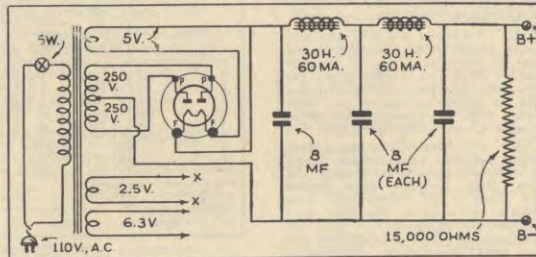 SW.
5V.
250
V.
250
V.
P
P
F
F
2.5V.
X
X
6.3V.
110V., A.C.
30 H.
60 MA.
30 H.
60 MA.
8
MF.
8
MF.
(EACH)
15,000 OHMS
B+
B-